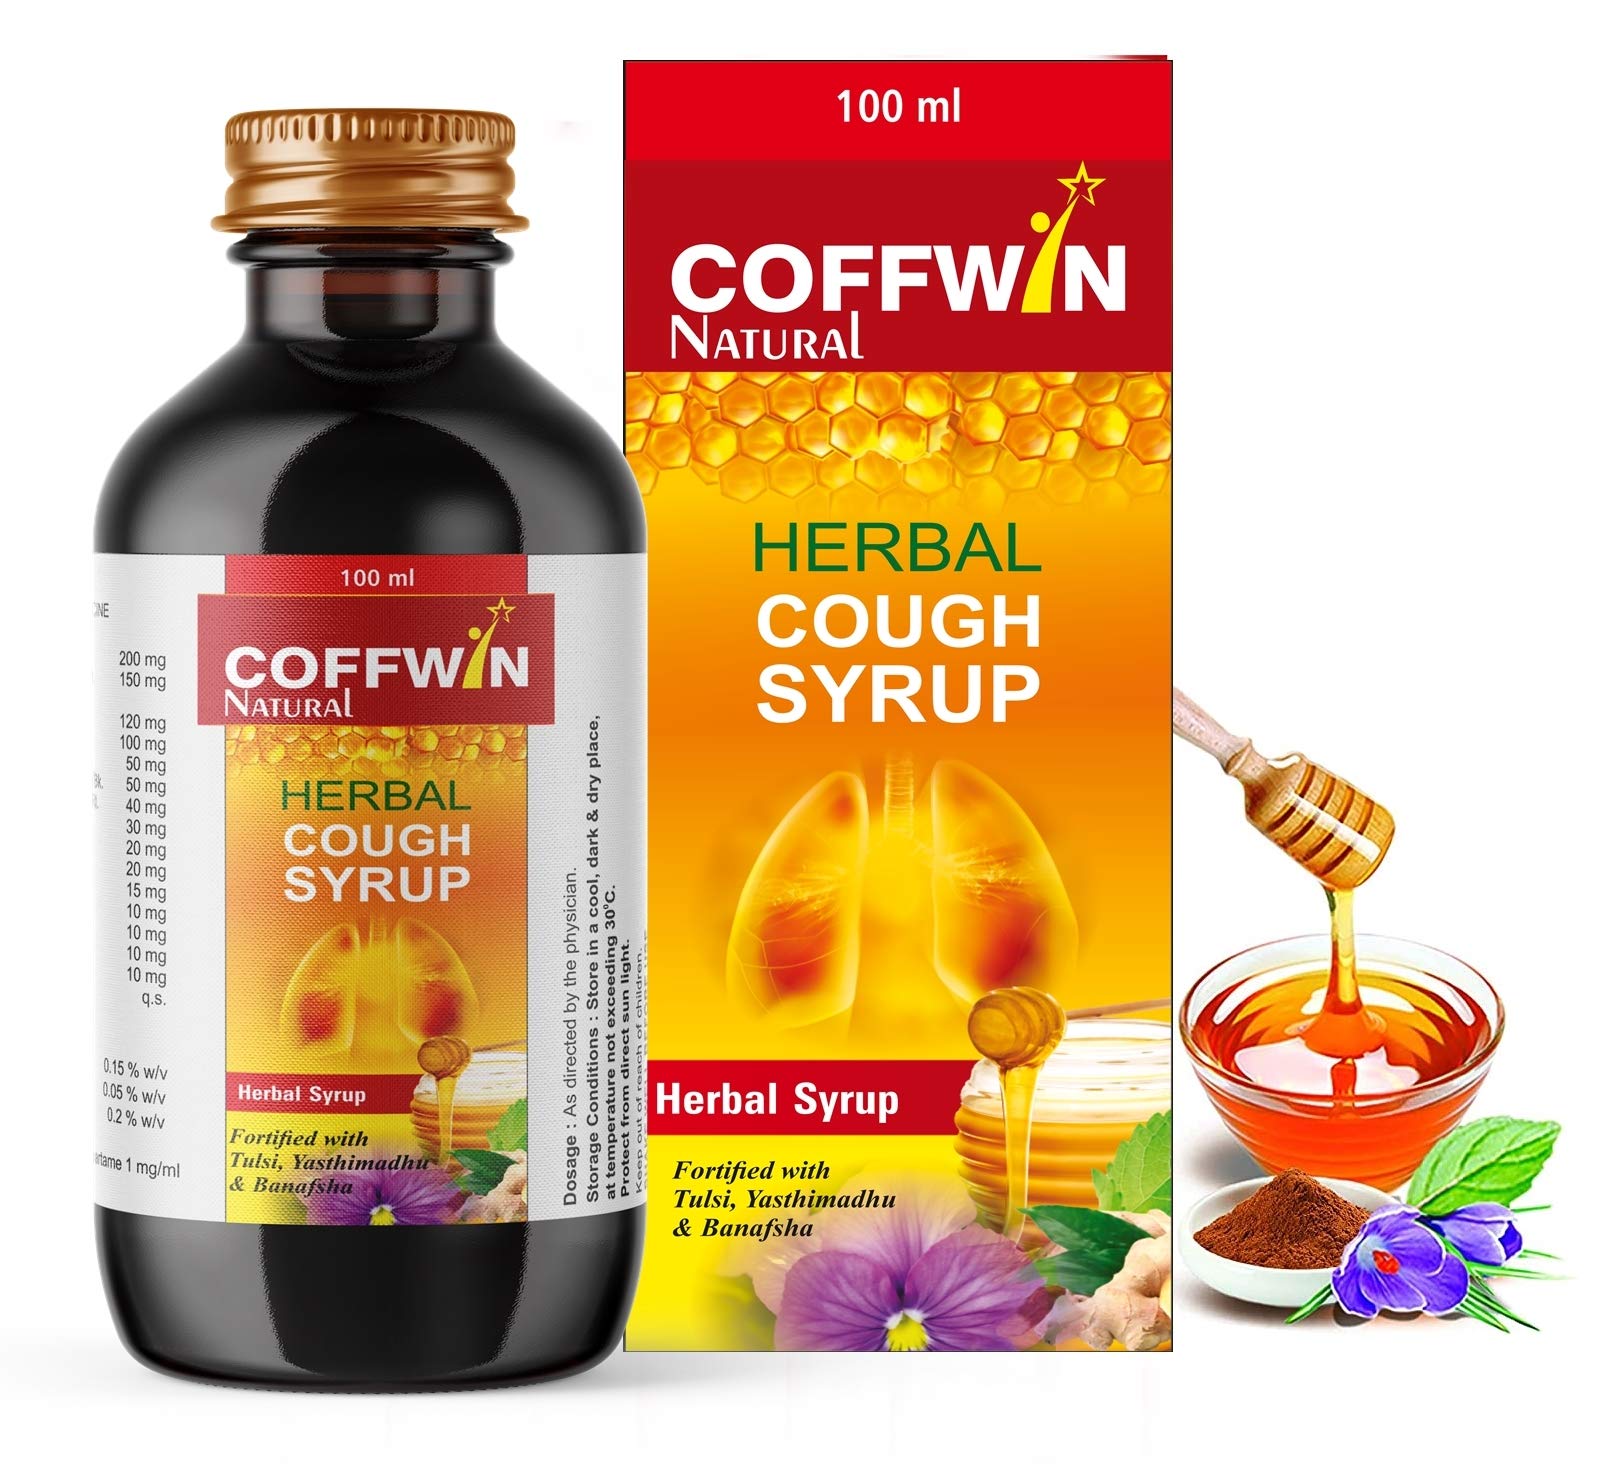 100 ml
COFFWIN
NATURAL
HERBAL
COUGH
SYRUP
Herbal Syrup
Fortified with
Tulsi, Yasthimadhu
& Banafsha
200 mg
150 mg
120 mg
100 mg
50 mg
50 mg
40 mg
30 mg
20 mg
20 mg
15 mg
10 mg
10 mg
10 mg
10 mg
q.s.
0.15 % w/v
0.05 % w/v
0.2 % w/v
1 mg/ml
100 ml
COFFWIN
NATURAL
HERBAL
COUGH
SYRUP
Herbal Syrup
Fortified with
Tulsi, Yasthimadhu
& Banafsha
Dosage : As directed by the physician.
Storage Conditions : Store in a cool, dark & dry place,
at temperature not exceeding 30°C.
Protect from direct sun light.
Keep out of reach of children.